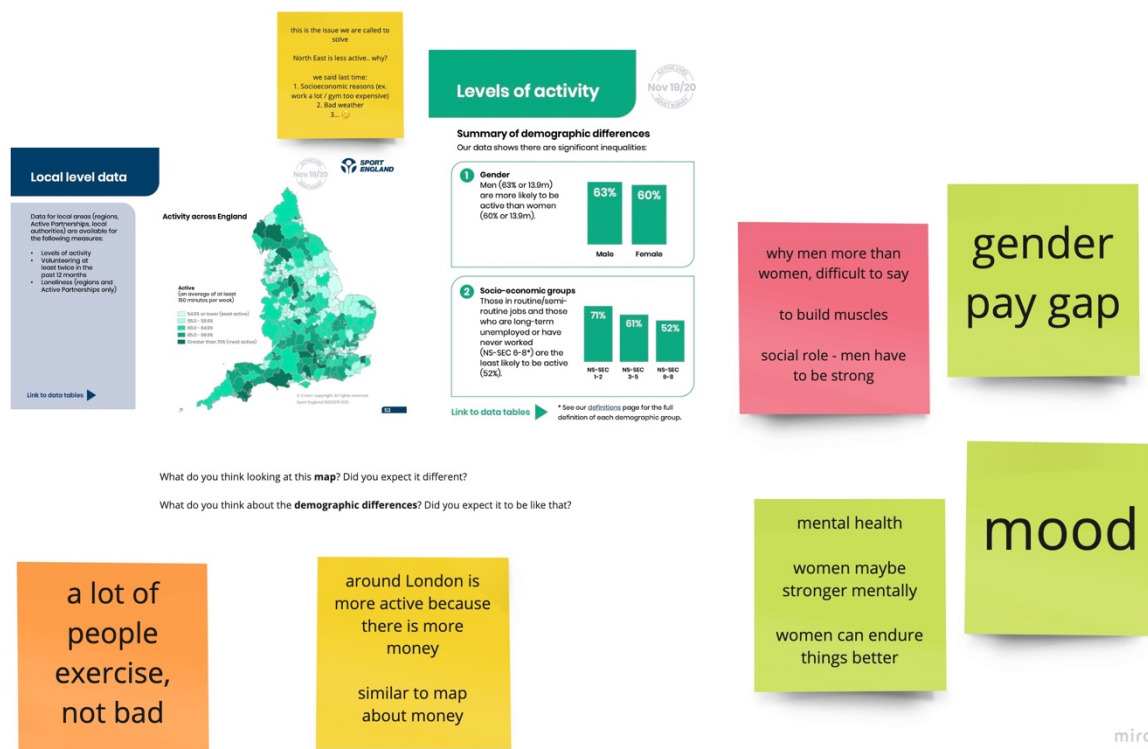 this is the issue we are called to
solve
North East is less active.. why?
we said last time:
1. Socioeconomic reasons (ex.
work a lot / gym too expensive)
2. Bad weather
3... 🤔
Local level data
Data for local areas (regions,
Active Partnerships, local
authorities) are available for
the following measures:
• Levels of activity
• Volunteering at
least twice in the
past 12 months
• Loneliness (regions and
Active Partnerships only)
Link to data tables
Nov 19/20
SPORT
ENGLAND
Activity across England
Active
(an average of at least
150 minutes per week)
53
Levels of activity
ACTIVE LIVES
Nov 19/20
ADULT SURVEY
Summary of demographic differences
Our data shows there are significant inequalities:
1 Gender
Men (63% or 13.9m)
are more likely to be
active than women
(60% or 13.9m).
63%
60%
Male
Female
2 Socio-economic groups
Those in routine/semi-
routine jobs and those
who are long-term
unemployed or have
never worked
(NS-SEC 6-8*) are the
least likely to be active
(52%).
71%
61%
52%
NS-SEC
1-2
NS-SEC
3-5
NS-SEC
6-8
Link to data tables
* See our definitions page for the full
definition of each demographic group.
why men more than
women, difficult to say
to build muscles
social role - men have
to be strong
gender
pay gap
What do you think looking at this map? Did you expect it different?
What do you think about the demographic differences? Did you expect it to be like that?
mental health
women maybe
stronger mentally
women can endure
things better
mood
a lot of
people
exercise,
not bad
around London is
more active because
there is more
money
similar to map
about money
miro